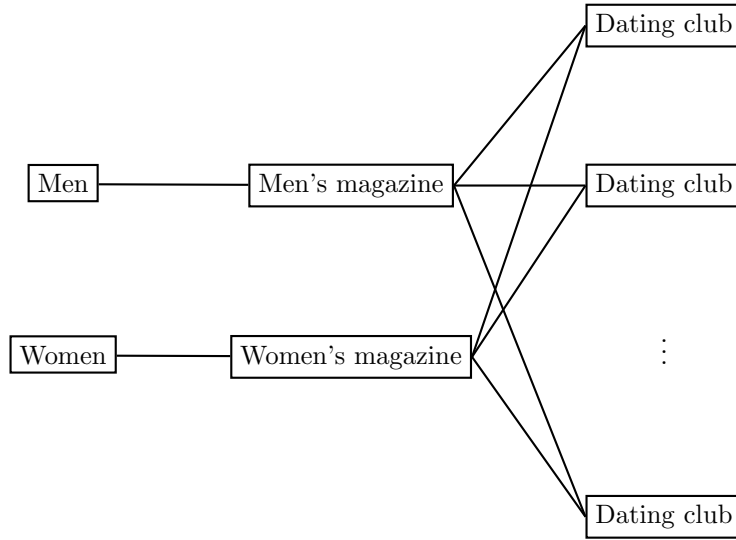 Dating club
Men
Men's magazine
Dating club
Women
Women's magazine
⋮
Dating club